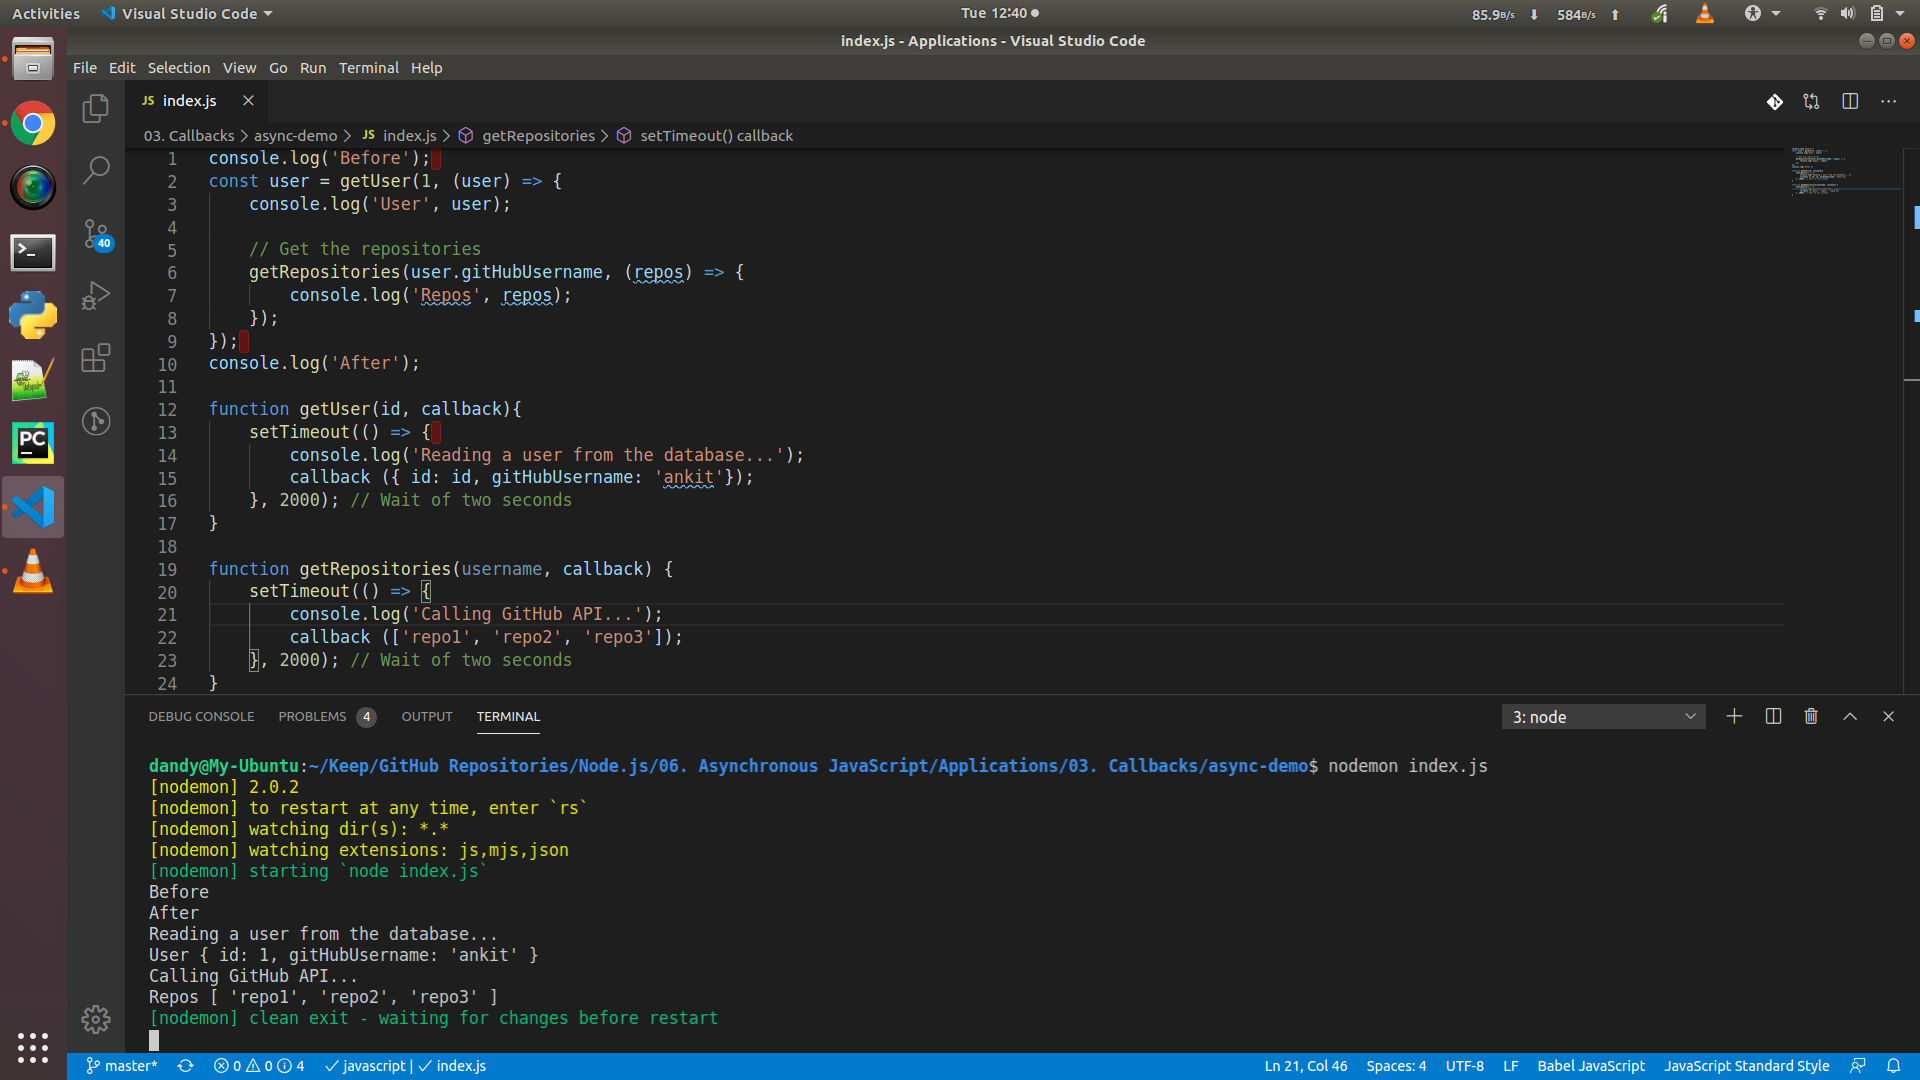 Activities Visual Studio Code Tue 12:40 85.9B/s 584B/s
index.js - Applications - Visual Studio Code
File Edit Selection View Go Run Terminal Help
JS index.js
03. Callbacks > async-demo > JS index.js > getRepositories > setTimeout() callback
1 console.log('Before');
2 const user = getUser(1, (user) => {
3 console.log('User', user);
4
5 // Get the repositories
6 getRepositories(user.gitHubUsername, (repos) => {
7 console.log('Repos', repos);
8 });
9 });
10 console.log('After');
11
12 function getUser(id, callback){
13 setTimeout(() => {
14 console.log('Reading a user from the database...');
15 callback ({ id: id, gitHubUsername: 'ankit'});
16 }, 2000); // Wait of two seconds
17 }
18
19 function getRepositories(username, callback) {
20 setTimeout(() => {
21 console.log('Calling GitHub API...');
22 callback (['repo1', 'repo2', 'repo3']);
23 }, 2000); // Wait of two seconds
24 }
40
PC
DEBUG CONSOLE PROBLEMS 4 OUTPUT TERMINAL 3: node
dandy@My-Ubuntu:~/Keep/GitHub Repositories/Node.js/06. Asynchronous JavaScript/Applications/03. Callbacks/async-demo$ nodemon index.js
[nodemon] 2.0.2
[nodemon] to restart at any time, enter `rs`
[nodemon] watching dir(s): *.*
[nodemon] watching extensions: js,mjs,json
[nodemon] starting `node index.js`
Before
After
Reading a user from the database...
User { id: 1, gitHubUsername: 'ankit' }
Calling GitHub API...
Repos [ 'repo1', 'repo2', 'repo3' ]
[nodemon] clean exit - waiting for changes before restart
master* 0 0 4 javascript | index.js Ln 21, Col 46 Spaces: 4 UTF-8 LF Babel JavaScript JavaScript Standard Style